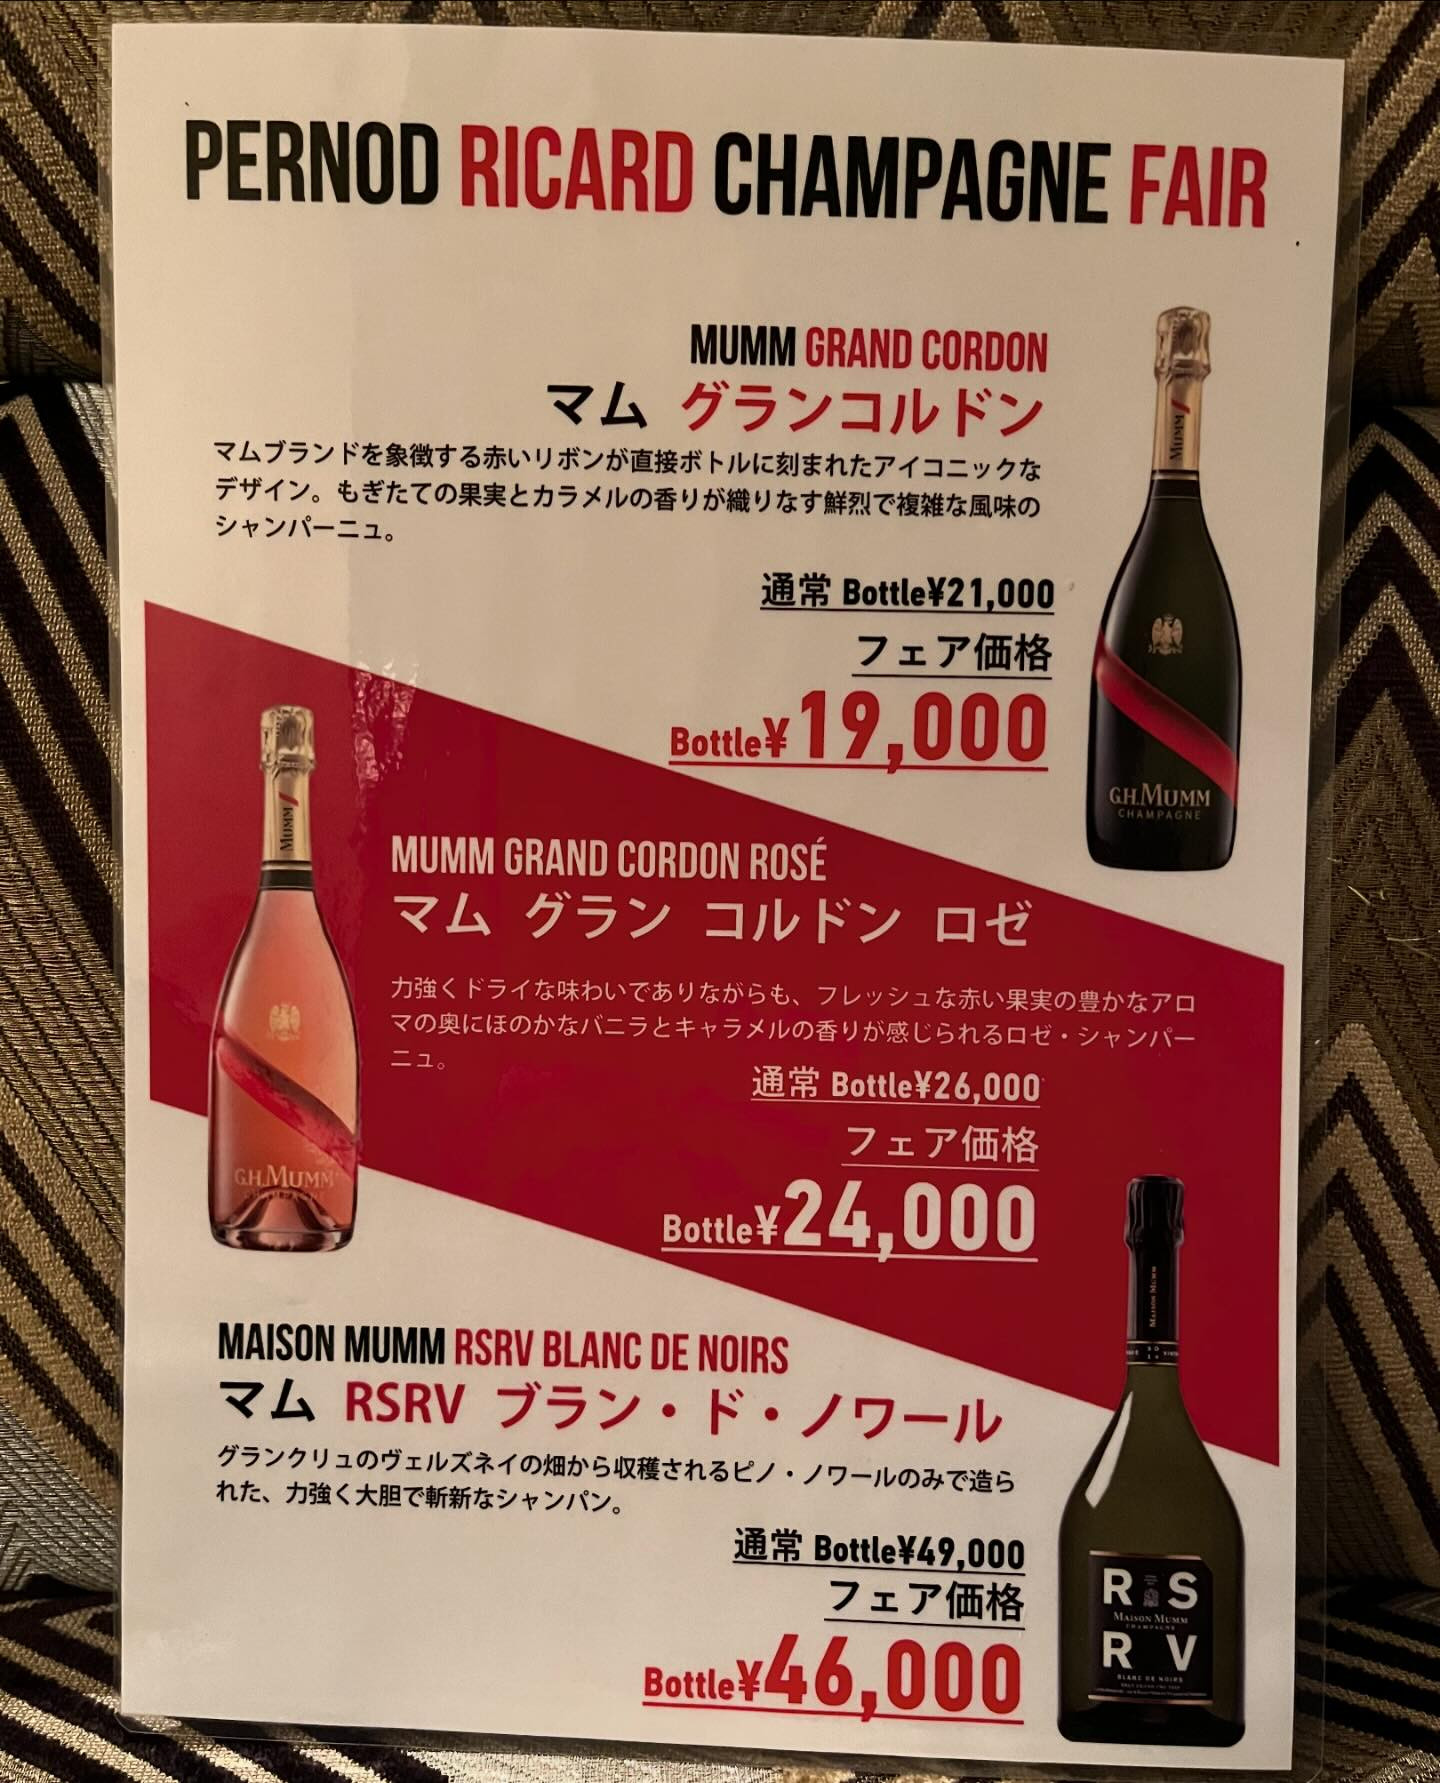 PERNOD RICARD CHAMPAGNE FAIR
MUMM GRAND CORDON
マム グランコルドン
マムブランドを象徴する赤いリボンが直接ボトルに刻まれたアイコニックな
デザイン。もぎたての果実とカラメルの香りが織りなす鮮烈で複雑な風味の
シャンパーニュ。
通常 Bottle¥21,000
フェア価格
Bottle¥19,000
MUMM
G.H.MUMM
CHAMPAGNE
MUMM GRAND CORDON ROSÉ
マム グラン コルドン ロゼ
力強くドライな味わいでありながらも、フレッシュな赤い果実の豊かなアロ
マの奥にほのかなバニラとキャラメルの香りが感じられるロゼ・シャンパー
ニュ。
通常 Bottle¥26,000
フェア価格
Bottle¥24,000
MUMM
G.H.MUMM
MAISON MUMM RSRV BLANC DE NOIRS
マム RSRV ブラン・ド・ノワール
グランクリュのヴェルズネイの畑から収穫されるピノ・ノワールのみで造ら
れた、力強く大胆で斬新なシャンパン。
通常 Bottle¥49,000
フェア価格
Bottle¥46,000
MAISON MUMM
R S
MAISON MUMM
CHAMPAGNE
R V
BLANC DE NOIRS